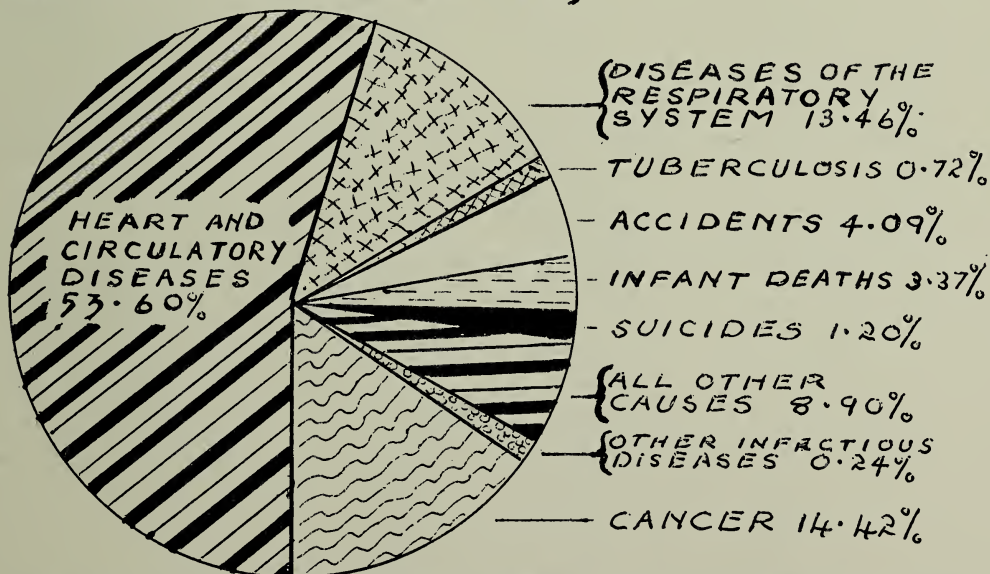 HEART AND
CIRCULATORY
DISEASES
53·60%
DISEASES OF THE
RESPIRATORY
SYSTEM 13·46%
TUBERCULOSIS 0·72%
ACCIDENTS 4·09%
INFANT DEATHS 3·37%
SUICIDES 1·20%
ALL OTHER
CAUSES 8·90%
OTHER INFECTIOUS
DISEASES 0·24%
CANCER 14·42%